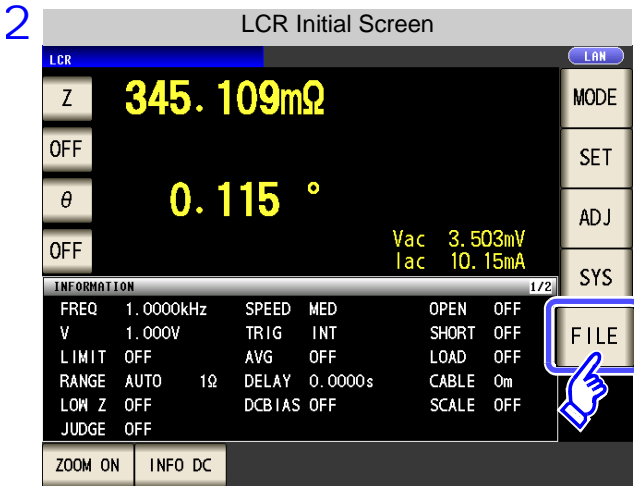 2
LCR Initial Screen
LCR
LAN
Z
345.109mΩ
MODE
OFF
SET
θ
0.115 °
ADJ
OFF
Vac 3.503mV
Iac 10.15mA
SYS
INFORMATION 1/2
FREQ 1.0000kHz SPEED MED OPEN OFF
V 1.000V TRIG INT SHORT OFF
LIMIT OFF AVG OFF LOAD OFF
RANGE AUTO 1Ω DELAY 0.0000s CABLE 0m
LOW Z OFF DCBIAS OFF SCALE OFF
JUDGE OFF
FILE
ZOOM ON INFO DC